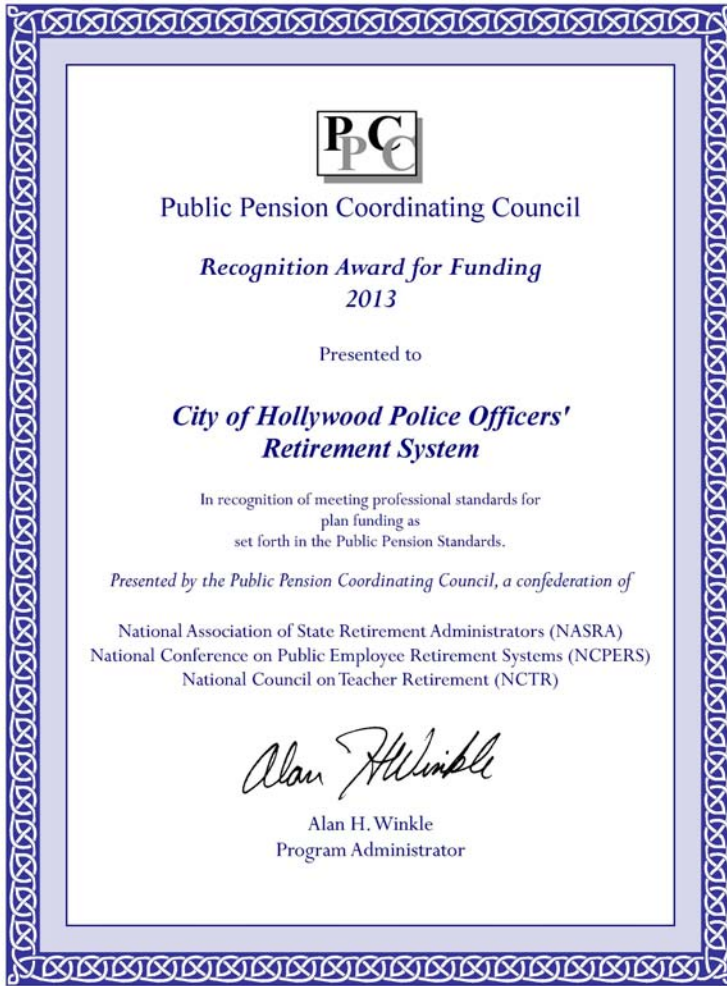 PPCC
Public Pension Coordinating Council
Recognition Award for Funding
2013
Presented to
City of Hollywood Police Officers'
Retirement System
In recognition of meeting professional standards for
plan funding as
set forth in the Public Pension Standards.
Presented by the Public Pension Coordinating Council, a confederation of
National Association of State Retirement Administrators (NASRA)
National Conference on Public Employee Retirement Systems (NCPERS)
National Council on Teacher Retirement (NCTR)
Alan H Winkle
Alan H. Winkle
Program Administrator